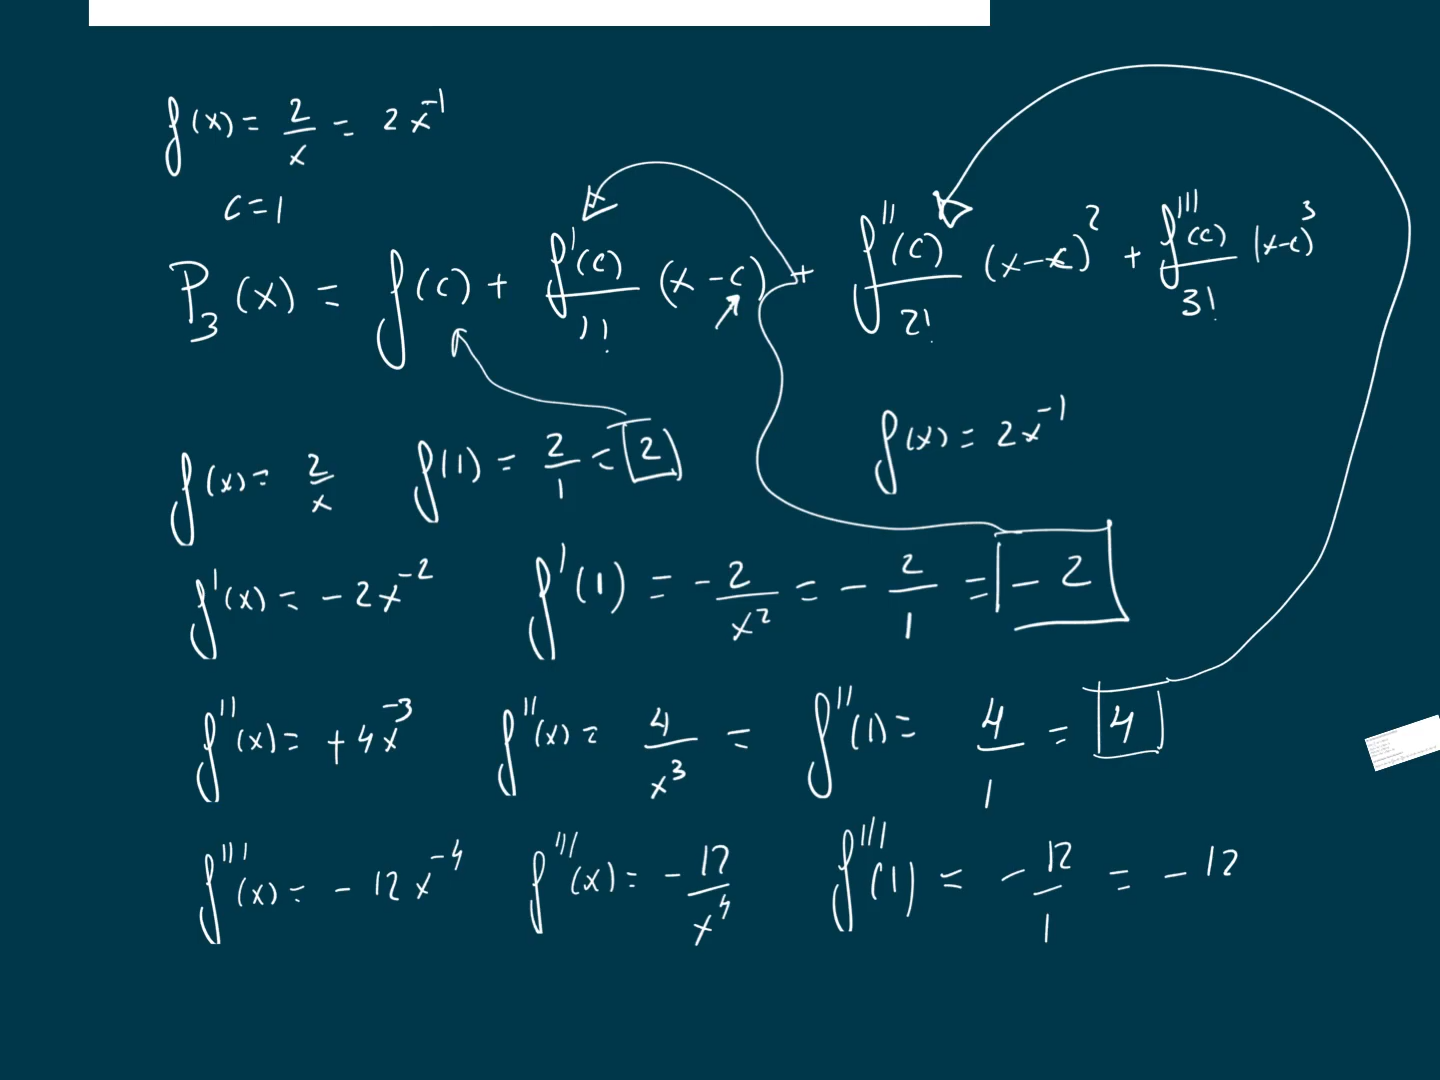 f(x) = 2/x = 2x^-1
c = 1
P_3(x) = f(c) + f'(c)/1! (x - c) + f''(c)/2! (x - c)^2 + f'''(c)/3! (x - c)^3
f(x) = 2x^-1
f(x) = 2/x f(1) = 2/1 = 2
f'(x) = -2x^-2 f'(1) = -2/x^2 = -2/1 = -2
f''(x) = +4x^-3 f''(x) = 4/x^3 = f''(1) = 4/1 = 4
f'''(x) = -12x^-4 f'''(x) = -12/x^4 f'''(1) = -12/1 = -12